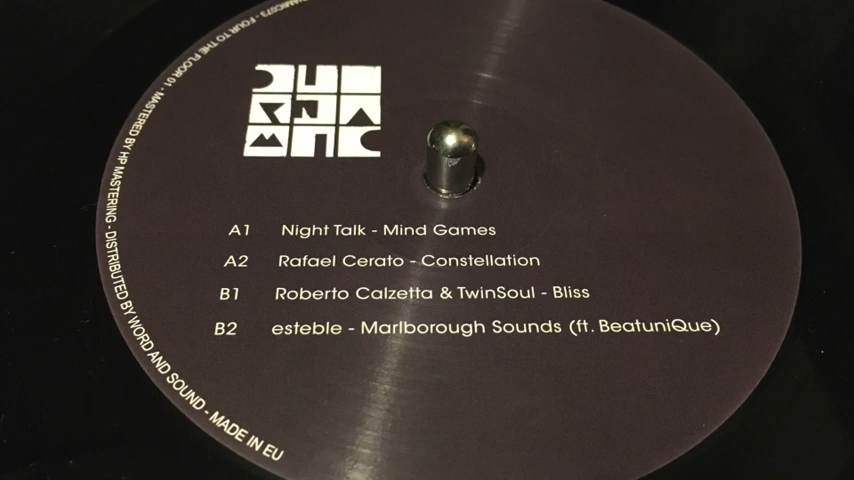 A1 Night Talk - Mind Games
A2 Rafael Cerato - Constellation
B1 Roberto Calzetta & TwinSoul - Bliss
B2 esteble - Marlborough Sounds (ft. BeatuniQue)
FOUR TO THE FLOOR 01 - MASTERED BY HP MASTERING - DISTRIBUTED BY WORD AND SOUND - MADE IN EU